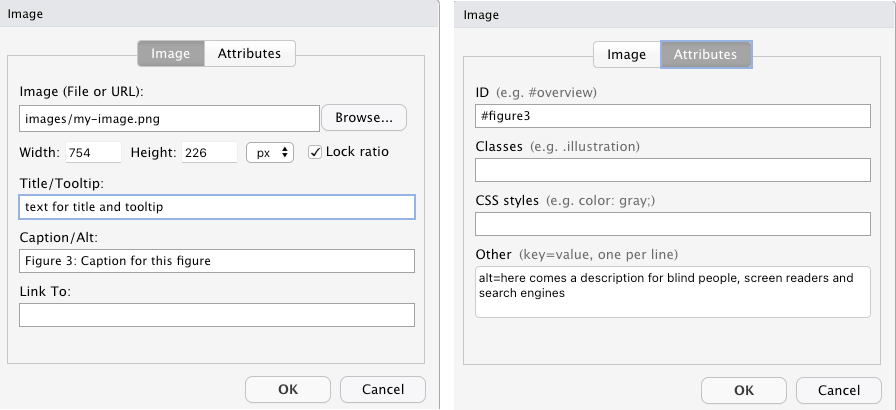 Image
Image Attributes
Image (File or URL):
images/my-image.png Browse...
Width: 754 Height: 226 px Lock ratio
Title/Tooltip:
text for title and tooltip
Caption/Alt:
Figure 3: Caption for this figure
Link To:
OK Cancel
Image
Image Attributes
ID (e.g. #overview)
#figure3
Classes (e.g. .illustration)
CSS styles (e.g. color: gray;)
Other (key=value, one per line)
alt=here comes a description for blind people, screen readers and
search engines
OK Cancel